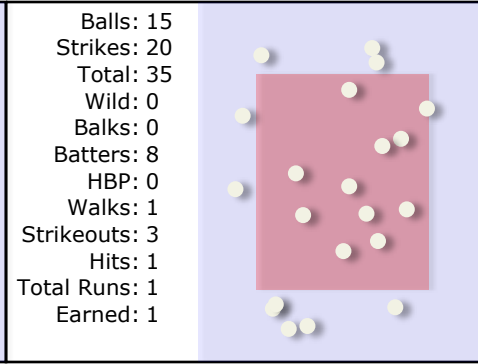 Balls: 15
Strikes: 20
Total: 35
Wild: 0
Balks: 0
Batters: 8
HBP: 0
Walks: 1
Strikeouts: 3
Hits: 1
Total Runs: 1
Earned: 1